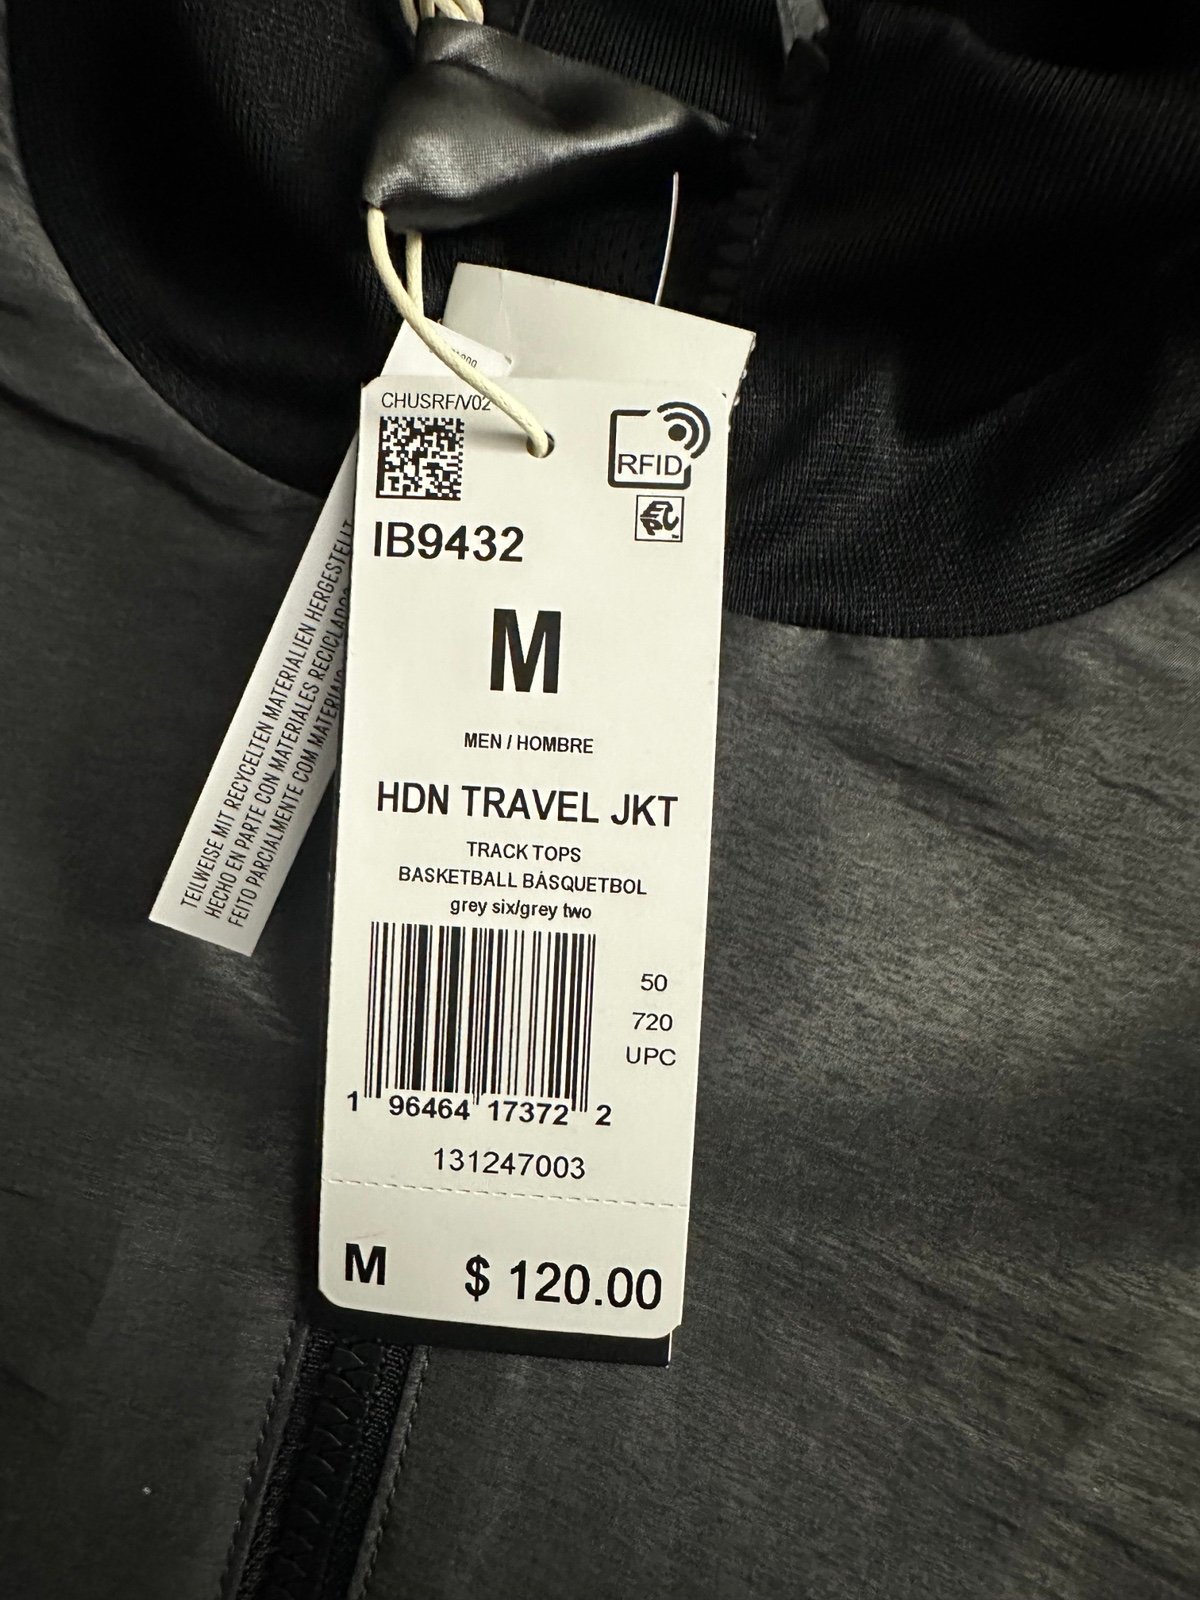 CHUSRF/V02
RFID
IB9432
M
MEN / HOMBRE
HDN TRAVEL JKT
TRACK TOPS
BASKETBALL BÁSQUETBOL
grey six/grey two
50
720
UPC
1 96464 17372 2
131247003
M $ 120.00
TEILWEISE MIT RECYCELTEN MATERIALIEN HERGESTELLT
HECHO EN PARTE CON MATERIALES
FEITO PARCIALMENTE COM